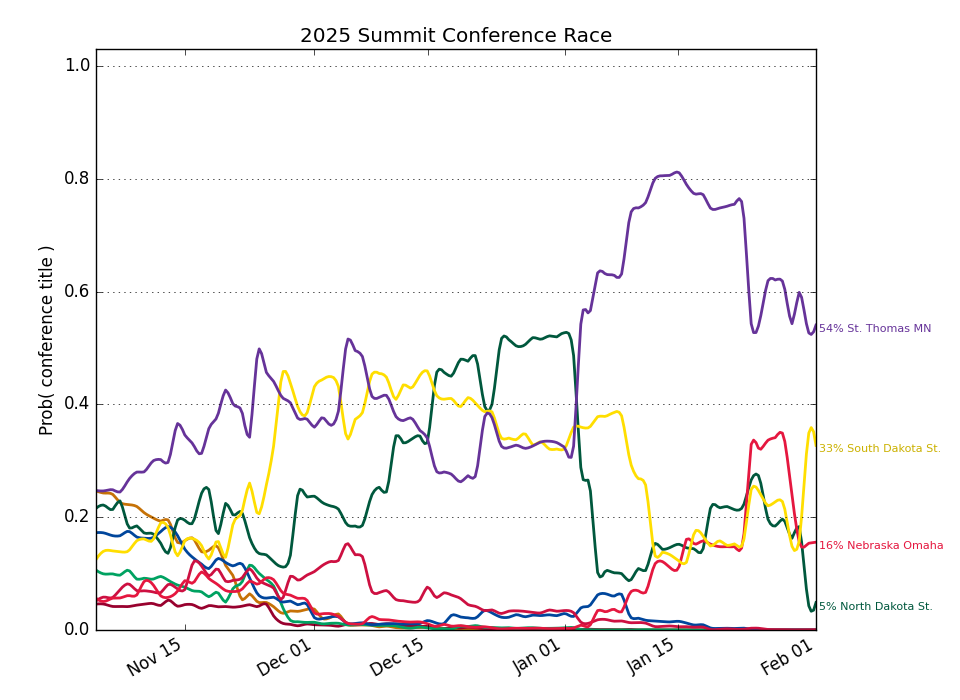 2025 Summit Conference Race
Prob( conference title )
1.0
0.8
0.6
0.4
0.2
0.0
Nov 15
Dec 01
Dec 15
Jan 01
Jan 15
Feb 01
54% St. Thomas MN
33% South Dakota St.
16% Nebraska Omaha
5% North Dakota St.